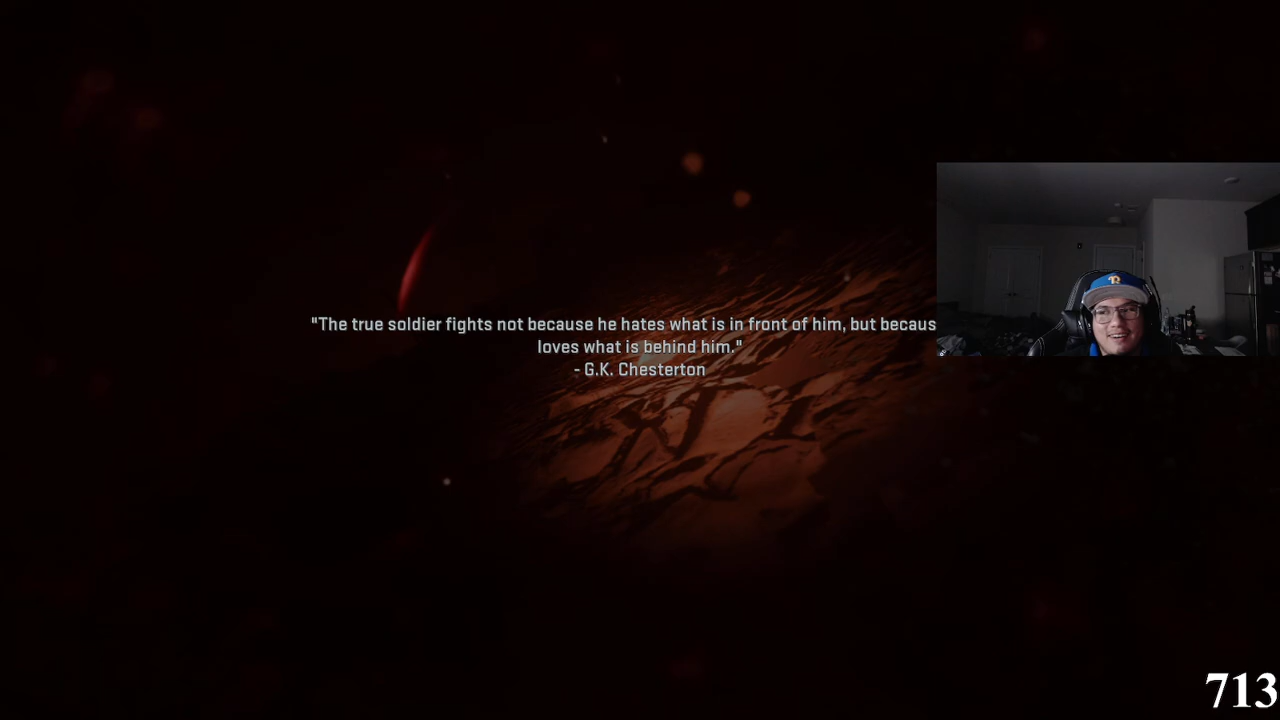 "The true soldier fights not because he hates what is in front of him, but becaus
loves what is behind him."
- G.K. Chesterton
713